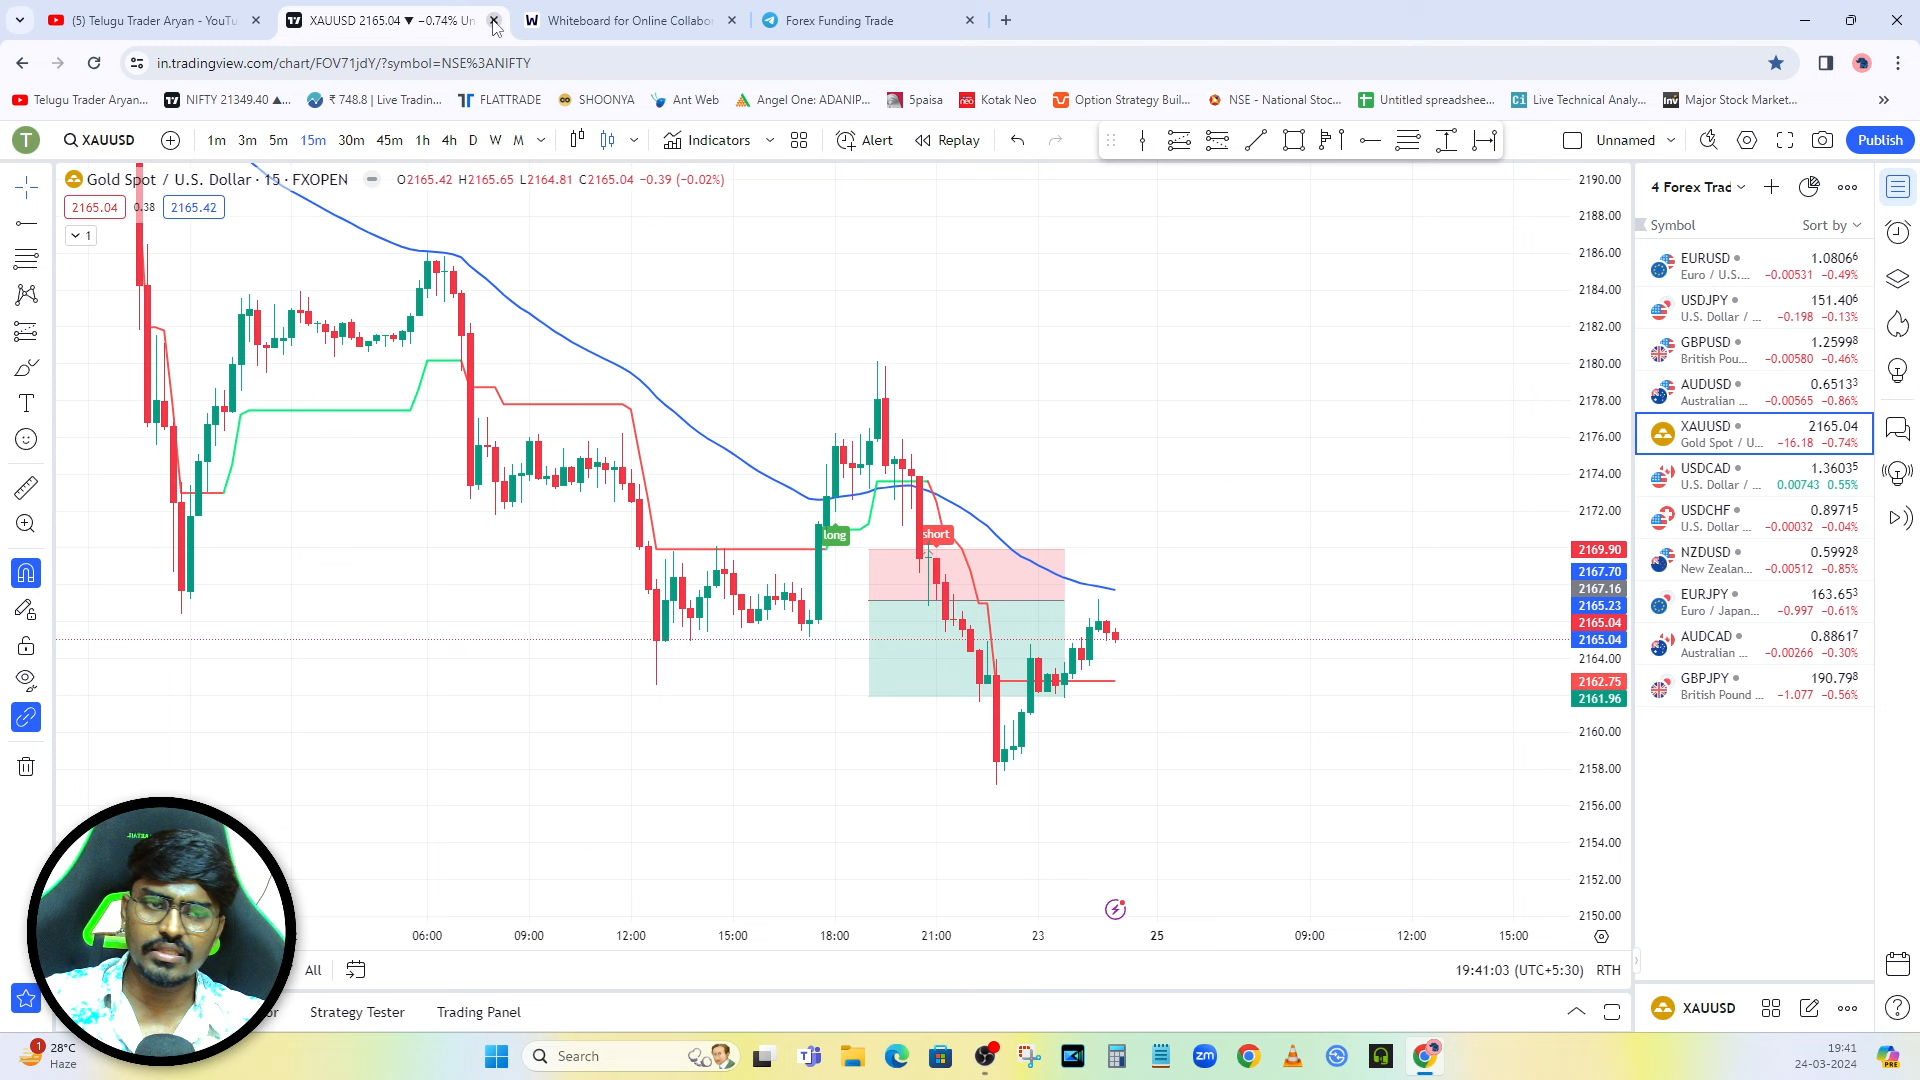 (5) Telugu Trader Aryan - YouTu
XAUUSD 2165.04 ▼ −0.74% Un
Whiteboard for Online Collabor
Forex Funding Trade
in.tradingview.com/chart/FOV71jdY/?symbol=NSE%3ANIFTY
Telugu Trader Aryan...
NIFTY 21349.40 ▲...
₹ 748.8 | Live Tradin...
FLATTRADE
SHOONYA
Ant Web
Angel One: ADANIP...
5paisa
Kotak Neo
Option Strategy Buil...
NSE - National Stoc...
Untitled spreadshee...
Live Technical Analy...
Major Stock Market...
T XAUUSD 1m 3m 5m 15m 30m 45m 1h 4h D W M Indicators Alert Replay Unnamed Publish
Gold Spot / U.S. Dollar · 15 · FXOPEN O2165.42 H2165.65 L2164.81 C2165.04 −0.39 (−0.02%)
2165.04 0.38 2165.42
1
long
short
2190.00
2188.00
2186.00
2184.00
2182.00
2180.00
2178.00
2176.00
2174.00
2172.00
2169.90
2167.70
2167.16
2165.23
2165.04
2165.04
2164.00
2162.75
2161.96
2160.00
2158.00
2156.00
2154.00
2152.00
2150.00
06:00 09:00 12:00 15:00 18:00 21:00 23 25 09:00 12:00 15:00
All
19:41:03 (UTC+5:30) RTH
Strategy Tester Trading Panel
4 Forex Trad
Symbol Sort by
EURUSD 1.08066
Euro / U.S.... −0.00531 −0.49%
USDJPY 151.406
U.S. Dollar / ... −0.198 −0.13%
GBPUSD 1.25998
British Pou... −0.00580 −0.46%
AUDUSD 0.65133
Australian ... −0.00565 −0.86%
XAUUSD 2165.04
Gold Spot / U... −16.18 −0.74%
USDCAD 1.36035
U.S. Dollar / ... 0.00743 0.55%
USDCHF 0.89715
U.S. Dollar ... −0.00032 −0.04%
NZDUSD 0.59928
New Zealan... −0.00512 −0.85%
EURJPY 163.653
Euro / Japan... −0.997 −0.61%
AUDCAD 0.88617
Australian ... −0.00266 −0.30%
GBPJPY 190.798
British Pound ... −1.077 −0.56%
XAUUSD
1
28°C
Haze
Search
zm
19:41
24-03-2024
PRE